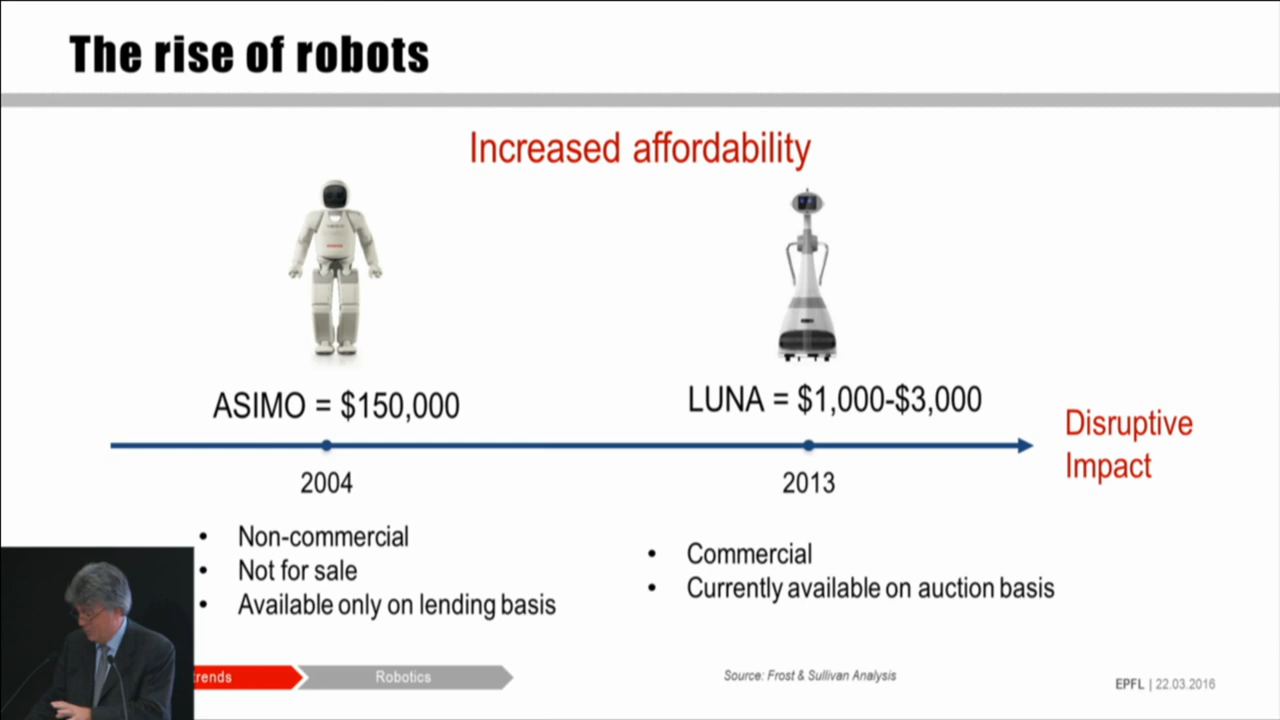 The rise of robots
Increased affordability
ASIMO = $150,000
LUNA = $1,000-$3,000
Disruptive
Impact
2004
2013
• Non-commercial
• Not for sale
• Available only on lending basis
• Commercial
• Currently available on auction basis
rends
Robotics
Source: Frost & Sullivan Analysis
EPFL | 22.03.2016